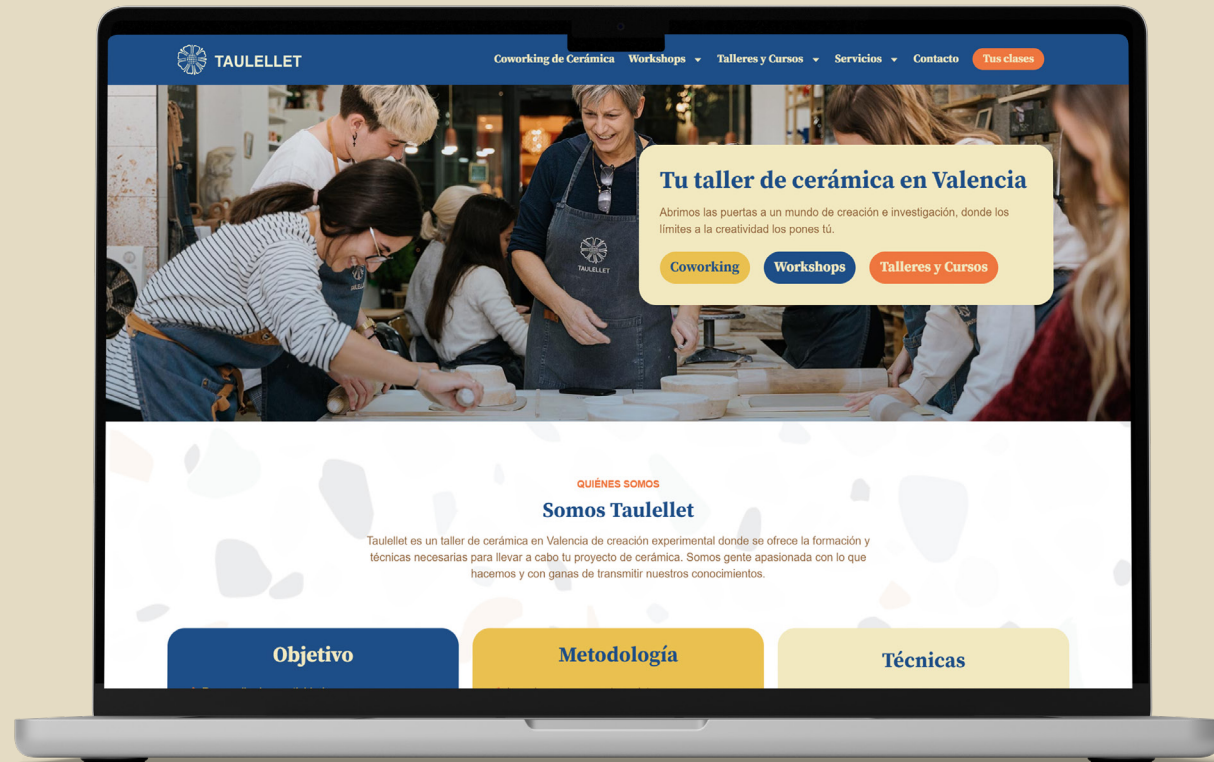 TAULELLET
Coworking de Cerámica Workshops Talleres y Cursos Servicios Contacto Tus clases
TAULELLET
Tu taller de cerámica en Valencia
Abrimos las puertas a un mundo de creación e investigación, donde los
límites a la creatividad los pones tú.
Coworking Workshops Talleres y Cursos
QUIÉNES SOMOS
Somos Taulellet
Taulellet es un taller de cerámica en Valencia de creación experimental donde se ofrece la formación y
técnicas necesarias para llevar a cabo tu proyecto de cerámica. Somos gente apasionada con lo que
hacemos y con ganas de transmitir nuestros conocimientos.
Objetivo Metodología Técnicas